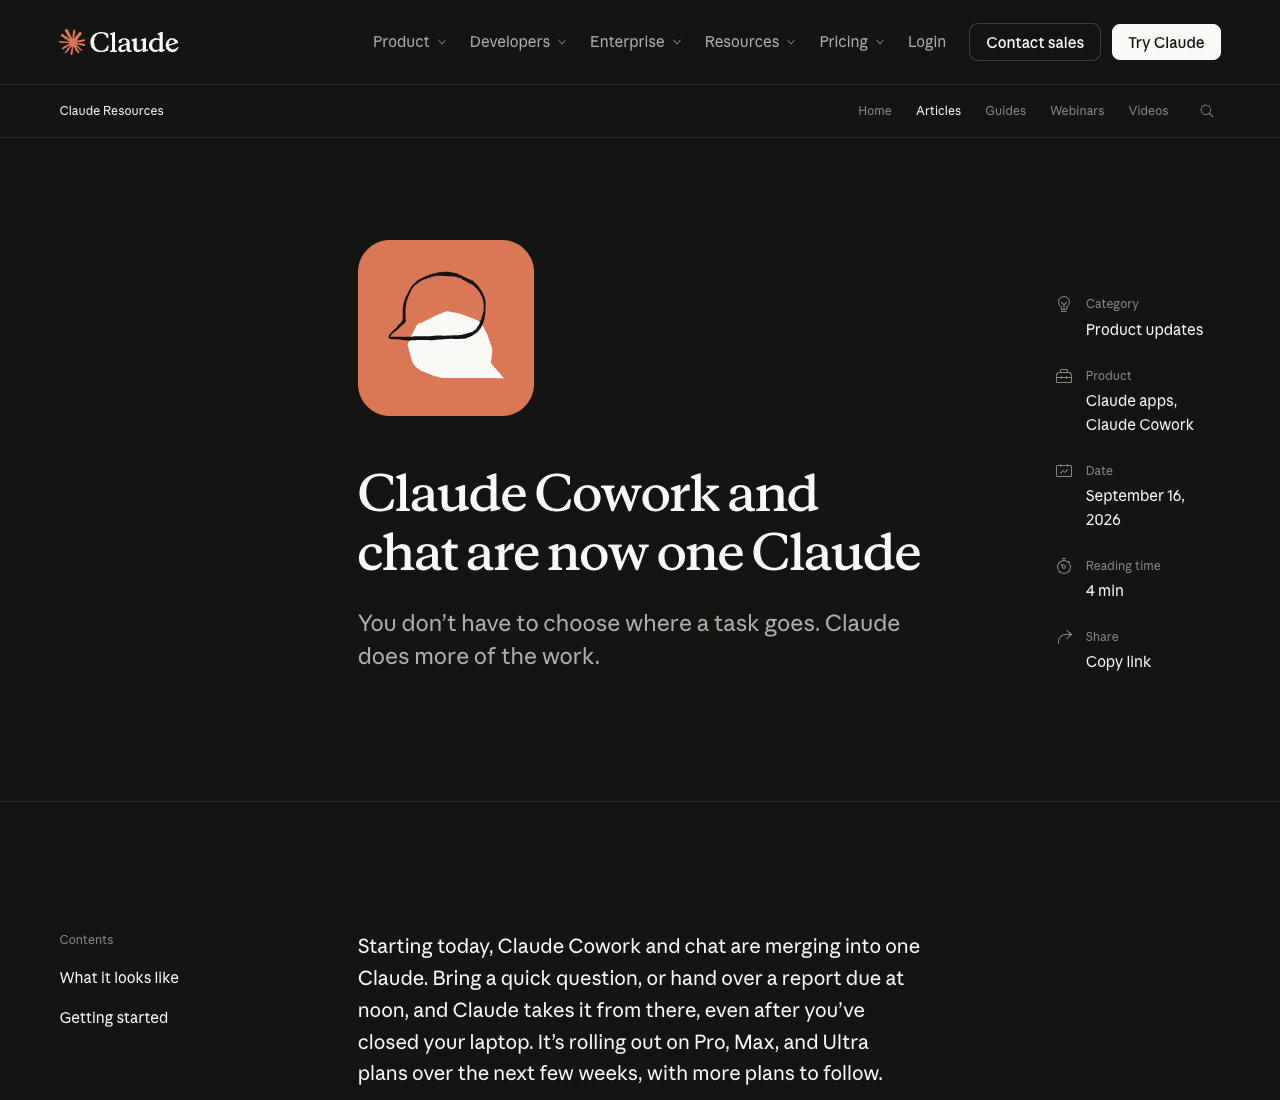 Claude
Product
Developers
Enterprise
Resources
Pricing
Login
Contact sales
Try Claude
Claude Resources
Home
Articles
Guides
Webinars
Videos
Claude Cowork and
chat are now one Claude
You don’t have to choose where a task goes. Claude
does more of the work.
Category
Product updates
Product
Claude apps,
Claude Cowork
Date
September 16,
2026
Reading time
4 min
Share
Copy link
Contents
What it looks like
Getting started
Starting today, Claude Cowork and chat are merging into one
Claude. Bring a quick question, or hand over a report due at
noon, and Claude takes it from there, even after you’ve
closed your laptop. It’s rolling out on Pro, Max, and Ultra
plans over the next few weeks, with more plans to follow.